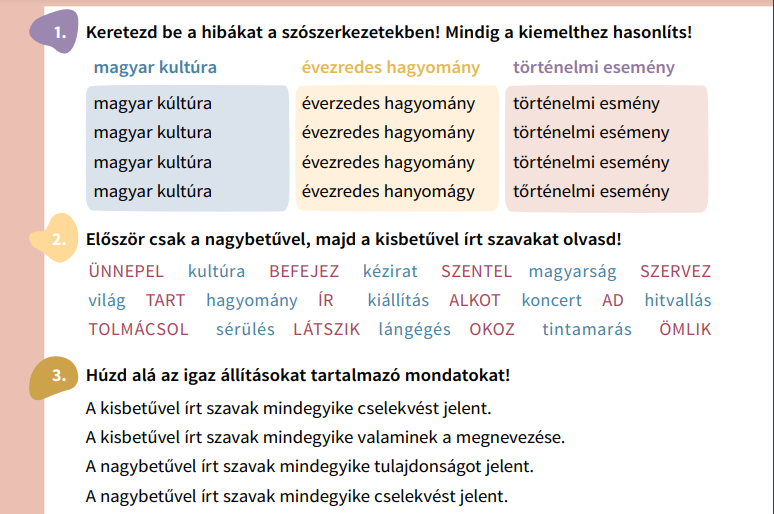 1. Keretezd be a hibákat a szószerkezetekben! Mindig a kiemelthez hasonlíts!
magyar kultúra évezredes hagyomány történelmi esemény
magyar kúltúra éverzedes hagyomány történelmi esmény
magyar kultura évezredes hagyomány történelmi esémeny
magyar kultúra évezredes hagyomány történelmi esemény
magyar kultúra évezredes hanyomágy tőrténelmi esemény
2. Először csak a nagybetűvel, majd a kisbetűvel írt szavakat olvasd!
ÜNNEPEL kultúra BEFEJEZ kézirat SZENTEL magyarság SZERVEZ
világ TART hagyomány ÍR kiállítás ALKOT koncert AD hitvallás
TOLMÁCSOL sérülés LÁTSZIK lángégés OKOZ tintamarás ÖMLIK
3. Húzd alá az igaz állításokat tartalmazó mondatokat!
A kisbetűvel írt szavak mindegyike cselekvést jelent.
A kisbetűvel írt szavak mindegyike valaminek a megnevezése.
A nagybetűvel írt szavak mindegyike tulajdonságot jelent.
A nagybetűvel írt szavak mindegyike cselekvést jelent.